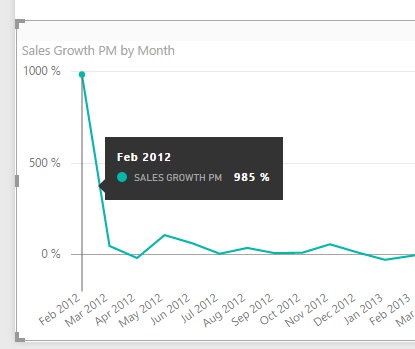 Sales Growth PM by Month
1000 %
Feb 2012
SALES GROWTH PM 985 %
500 %
0 %
Feb 2012
Mar 2012
Apr 2012
May 2012
Jun 2012
Jul 2012
Aug 2012
Sep 2012
Oct 2012
Nov 2012
Dec 2012
Jan 2013
Feb 2013
Mar